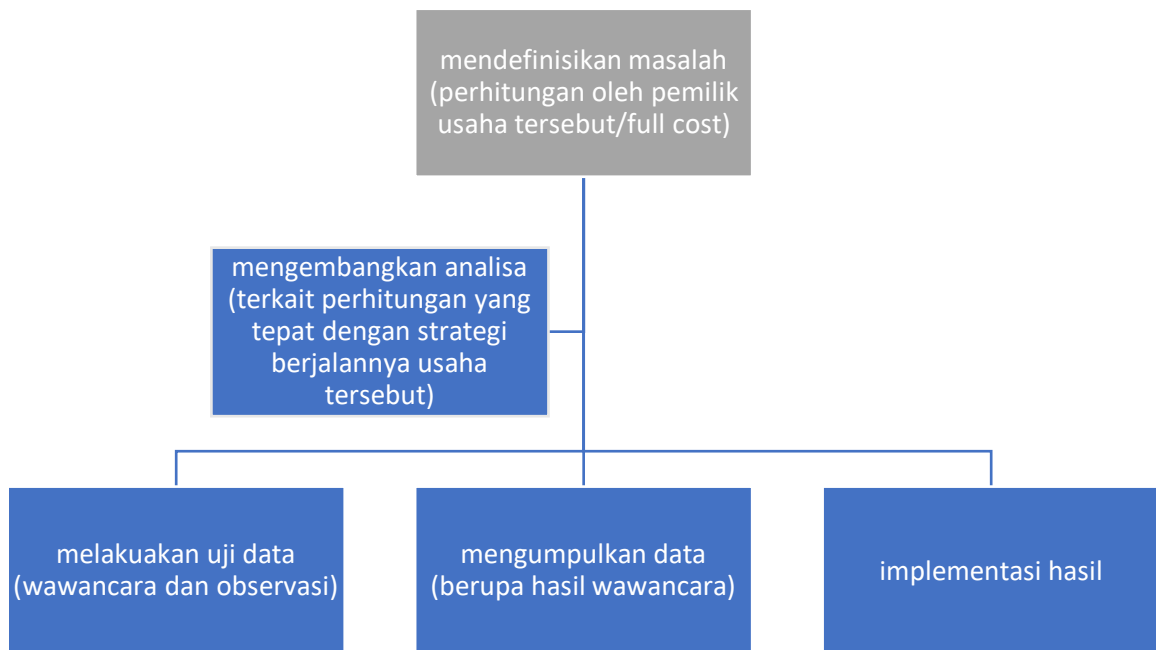 mendefinisikan masalah
(perhitungan oleh pemilik
usaha tersebut/full cost)
mengembangkan analisa
(terkait perhitungan yang
tepat dengan strategi
berjalannya usaha
tersebut)
melakuakan uji data
(wawancara dan observasi)
mengumpulkan data
(berupa hasil wawancara)
implementasi hasil